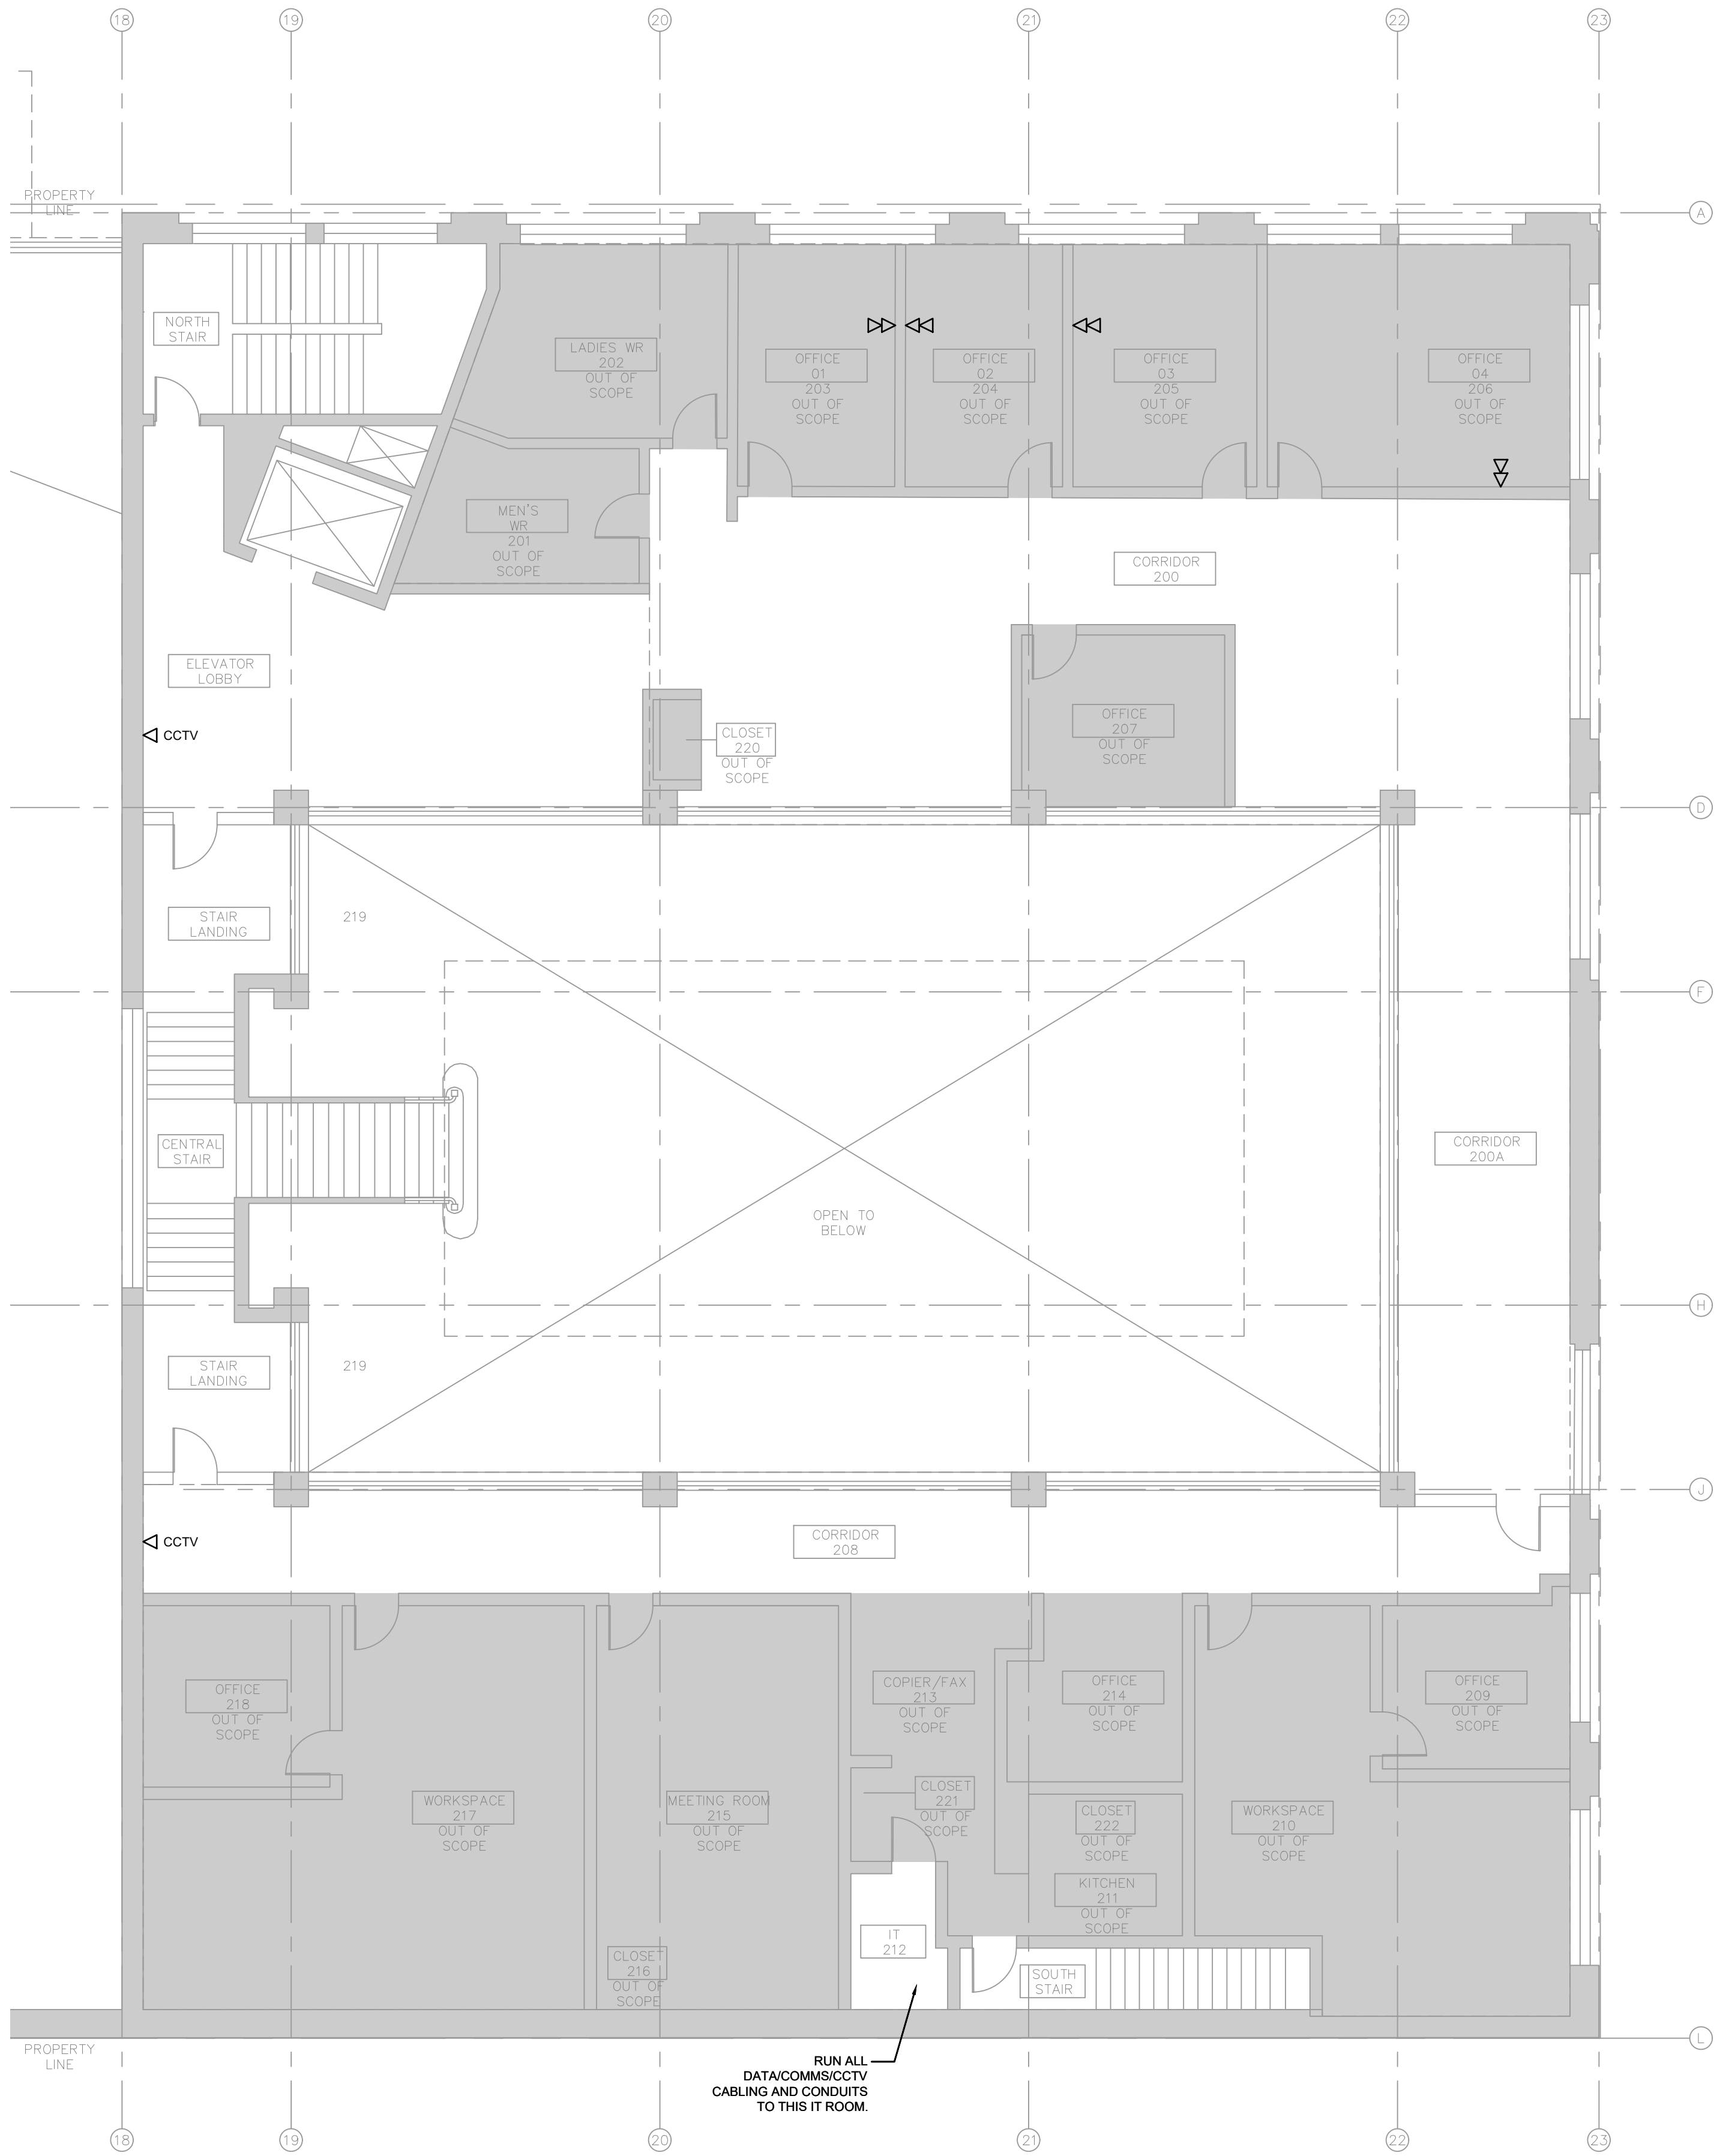 18
19
20
21
22
23
PROPERTY
LINE
A
NORTH
STAIR
LADIES WR
202
OUT OF
SCOPE
OFFICE
01
203
OUT OF
SCOPE
OFFICE
02
204
OUT OF
SCOPE
OFFICE
03
205
OUT OF
SCOPE
OFFICE
04
206
OUT OF
SCOPE
MEN'S
WR
201
OUT OF
SCOPE
CORRIDOR
200
ELEVATOR
LOBBY
CCTV
CLOSET
220
OUT OF
SCOPE
OFFICE
207
OUT OF
SCOPE
D
STAIR
LANDING
219
F
CENTRAL
STAIR
CORRIDOR
200A
OPEN TO
BELOW
H
STAIR
LANDING
219
J
CCTV
CORRIDOR
208
OFFICE
218
OUT OF
SCOPE
COPIER/FAX
213
OUT OF
SCOPE
OFFICE
214
OUT OF
SCOPE
OFFICE
209
OUT OF
SCOPE
WORKSPACE
217
OUT OF
SCOPE
MEETING ROOM
215
OUT OF
SCOPE
CLOSET
221
OUT OF
SCOPE
CLOSET
222
OUT OF
SCOPE
WORKSPACE
210
OUT OF
SCOPE
KITCHEN
211
OUT OF
SCOPE
IT
212
CLOSET
216
OUT OF
SCOPE
SOUTH
STAIR
L
PROPERTY
LINE
RUN ALL
DATA/COMMS/CCTV
CABLING AND CONDUITS
TO THIS IT ROOM.
18
19
20
21
22
23